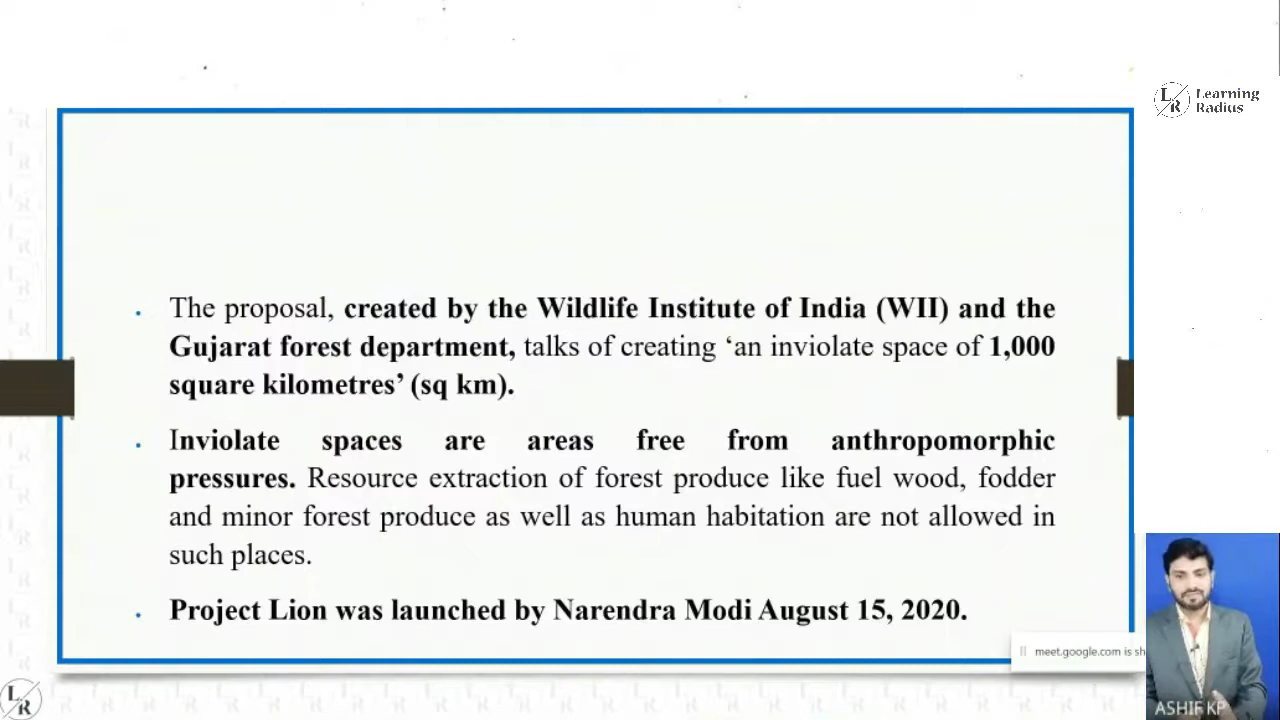 LR Learning
Radius
. The proposal, created by the Wildlife Institute of India (WII) and the
Gujarat forest department, talks of creating ‘an inviolate space of 1,000
square kilometres’ (sq km).
. Inviolate spaces are areas free from anthropomorphic
pressures. Resource extraction of forest produce like fuel wood, fodder
and minor forest produce as well as human habitation are not allowed in
such places.
. Project Lion was launched by Narendra Modi August 15, 2020.
meet.google.com is sh
LR
ASHIF KP